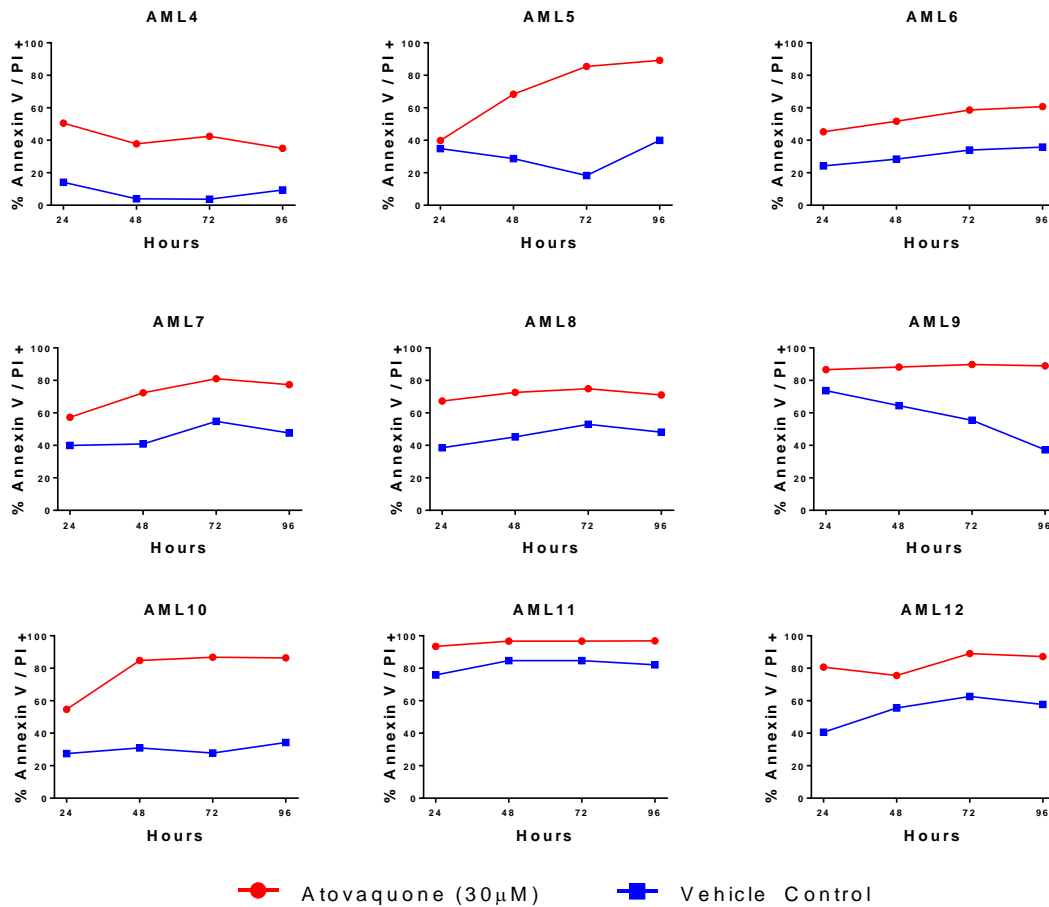 AML4
AML5
AML6
% Annexin V / PI +
100
80
60
40
20
0
24 48 72 96
Hours
% Annexin V / PI +
100
80
60
40
20
0
24 48 72 96
Hours
% Annexin V / PI +
100
80
60
40
20
0
24 48 72 96
Hours
AML7
AML8
AML9
% Annexin V / PI +
100
80
60
40
20
0
24 48 72 96
Hours
% Annexin V / PI +
100
80
60
40
20
0
24 48 72 96
Hours
% Annexin V / PI +
100
80
60
40
20
0
24 48 72 96
Hours
AML10
AML11
AML12
% Annexin V / PI +
100
80
60
40
20
0
24 48 72 96
Hours
% Annexin V / PI +
100
80
60
40
20
0
24 48 72 96
Hours
% Annexin V / PI +
100
80
60
40
20
0
24 48 72 96
Hours
Atovaquone (30μM)
Vehicle Control